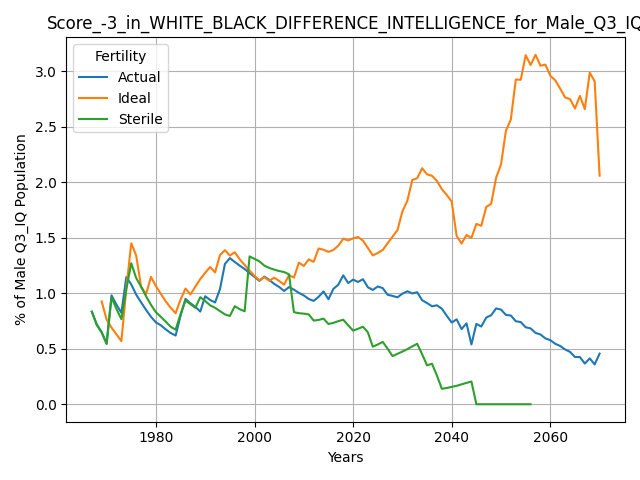 Score_-3_in_WHITE_BLACK_DIFFERENCE_INTELLIGENCE_for_Male_Q3_IQ
Fertility
Actual
Ideal
Sterile
% of Male Q3_IQ Population
3.0
2.5
2.0
1.5
1.0
0.5
0.0
1980 2000 2020 2040 2060
Years